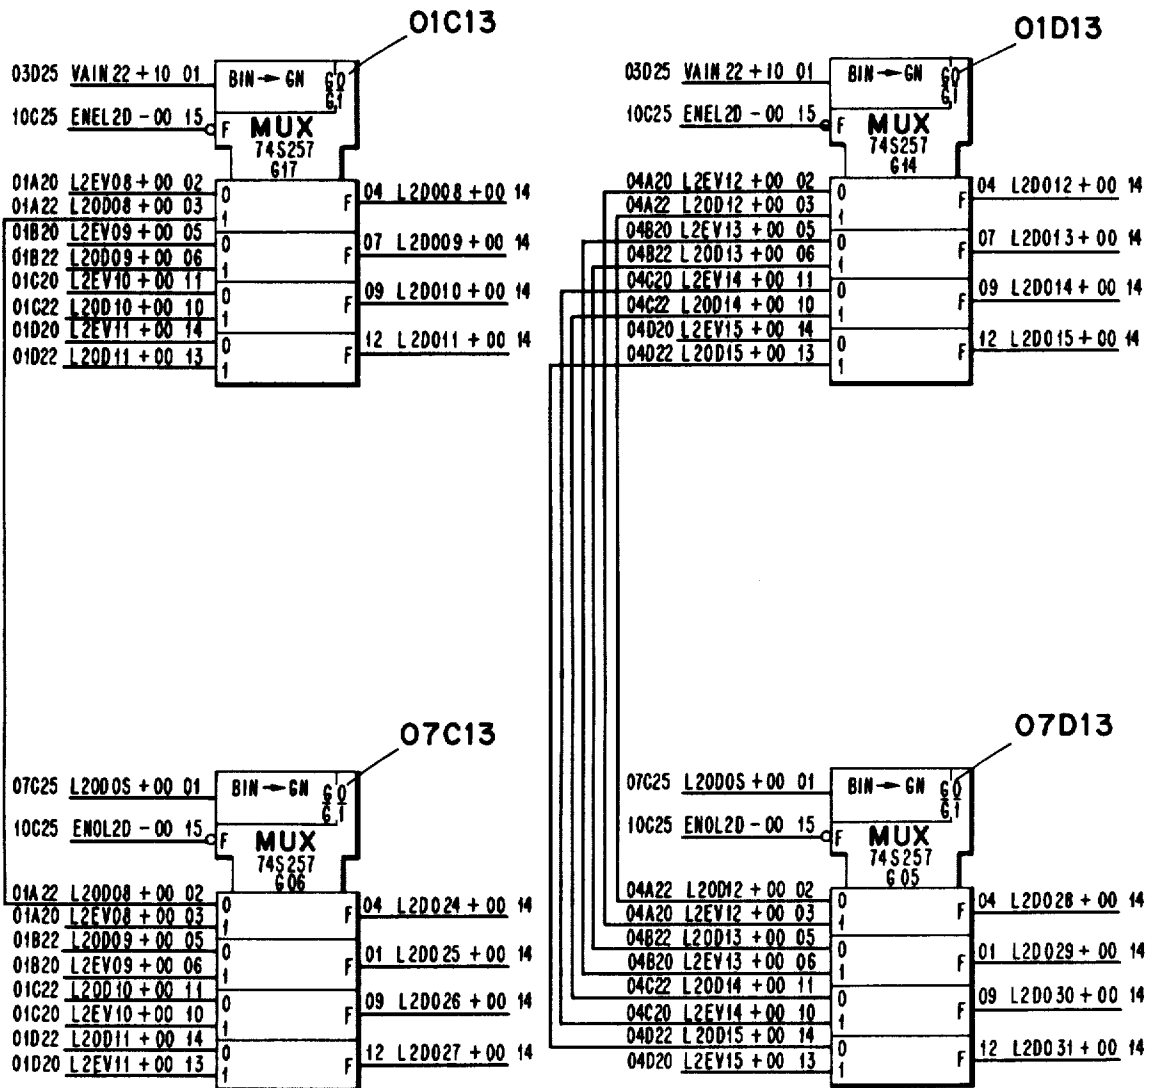 01C13
03D25 VAIN22+10 01
BIN→GN G0
G1
10C25 ENEL2D-00 15
F
MUX
74S257
G17
01A20 L2EV08+00 02
0
01A22 L2OD08+00 03
1
F
04 L2D008+00 14
01B20 L2EV09+00 05
0
01B22 L2OD09+00 06
1
F
07 L2D009+00 14
01C20 L2EV10+00 11
0
01C22 L2OD10+00 10
1
F
09 L2D010+00 14
01D20 L2EV11+00 14
0
01D22 L2OD11+00 13
1
F
12 L2D011+00 14
01D13
03D25 VAIN22+10 01
BIN→GN G0
G1
10C25 ENEL2D-00 15
F
MUX
74S257
G14
04A20 L2EV12+00 02
0
04A22 L2OD12+00 03
1
F
04 L2D012+00 14
04B20 L2EV13+00 05
0
04B22 L2OD13+00 06
1
F
07 L2D013+00 14
04C20 L2EV14+00 11
0
04C22 L2OD14+00 10
1
F
09 L2D014+00 14
04D20 L2EV15+00 14
0
04D22 L2OD15+00 13
1
F
12 L2D015+00 14
07C13
07C25 L2ODOS+00 01
BIN→GN G0
G1
10C25 ENOL2D-00 15
F
MUX
74S257
G06
01A22 L2OD08+00 02
0
01A20 L2EV08+00 03
1
F
04 L2D024+00 14
01B22 L2OD09+00 05
0
01B20 L2EV09+00 06
1
F
01 L2D025+00 14
01C22 L2OD10+00 11
0
01C20 L2EV10+00 10
1
F
09 L2D026+00 14
01D22 L2OD11+00 14
0
01D20 L2EV11+00 13
1
F
12 L2D027+00 14
07D13
07C25 L2ODOS+00 01
BIN→GN G0
G1
10C25 ENOL2D-00 15
F
MUX
74S257
G05
04A22 L2OD12+00 02
0
04A20 L2EV12+00 03
1
F
04 L2D028+00 14
04B22 L2OD13+00 05
0
04B20 L2EV13+00 06
1
F
01 L2D029+00 14
04C22 L2OD14+00 11
0
04C20 L2EV14+00 10
1
F
09 L2D030+00 14
04D22 L2OD15+00 14
0
04D20 L2EV15+00 13
1
F
12 L2D031+00 14